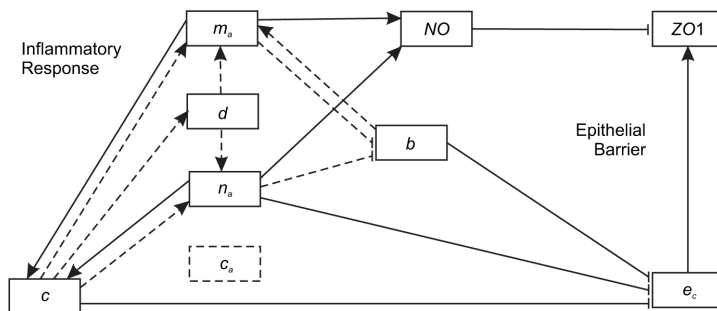 m_a
NO
ZO1
Inflammatory
Response
d
b
Epithelial
Barrier
n_a
c_a
c
e_c